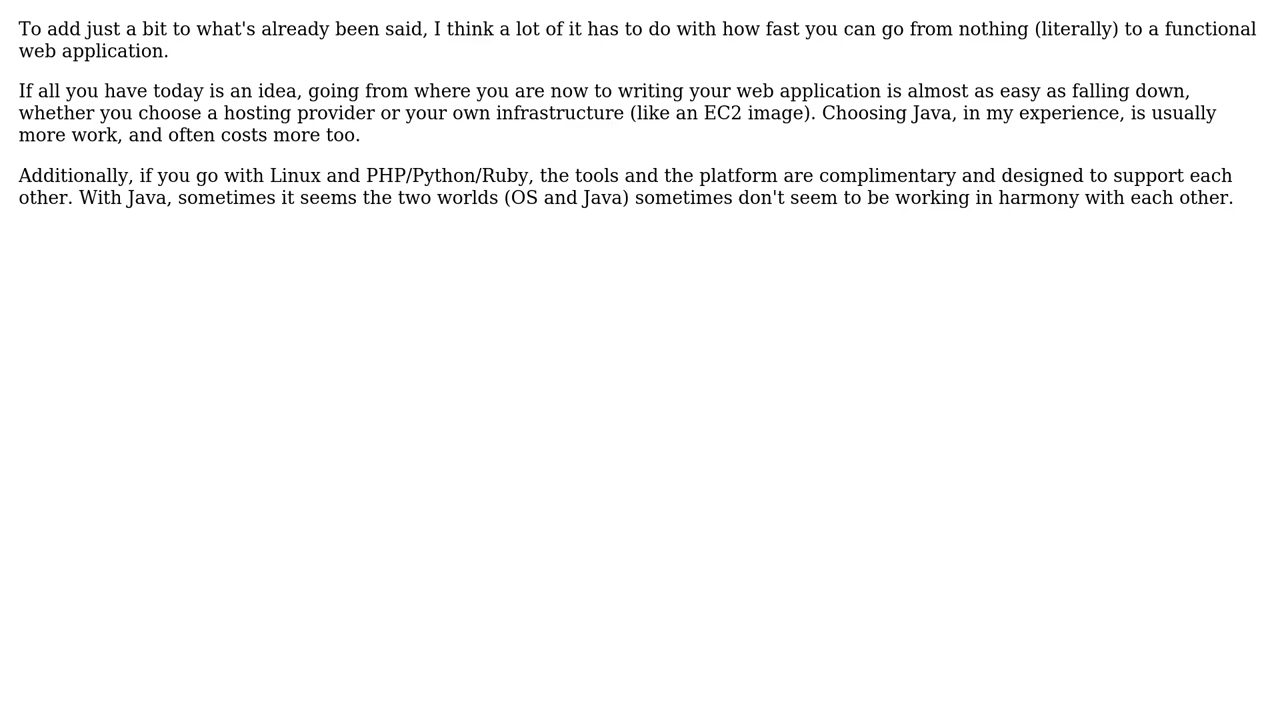 To add just a bit to what's already been said, I think a lot of it has to do with how fast you can go from nothing (literally) to a functional
web application.
If all you have today is an idea, going from where you are now to writing your web application is almost as easy as falling down,
whether you choose a hosting provider or your own infrastructure (like an EC2 image). Choosing Java, in my experience, is usually
more work, and often costs more too.
Additionally, if you go with Linux and PHP/Python/Ruby, the tools and the platform are complimentary and designed to support each
other. With Java, sometimes it seems the two worlds (OS and Java) sometimes don't seem to be working in harmony with each other.